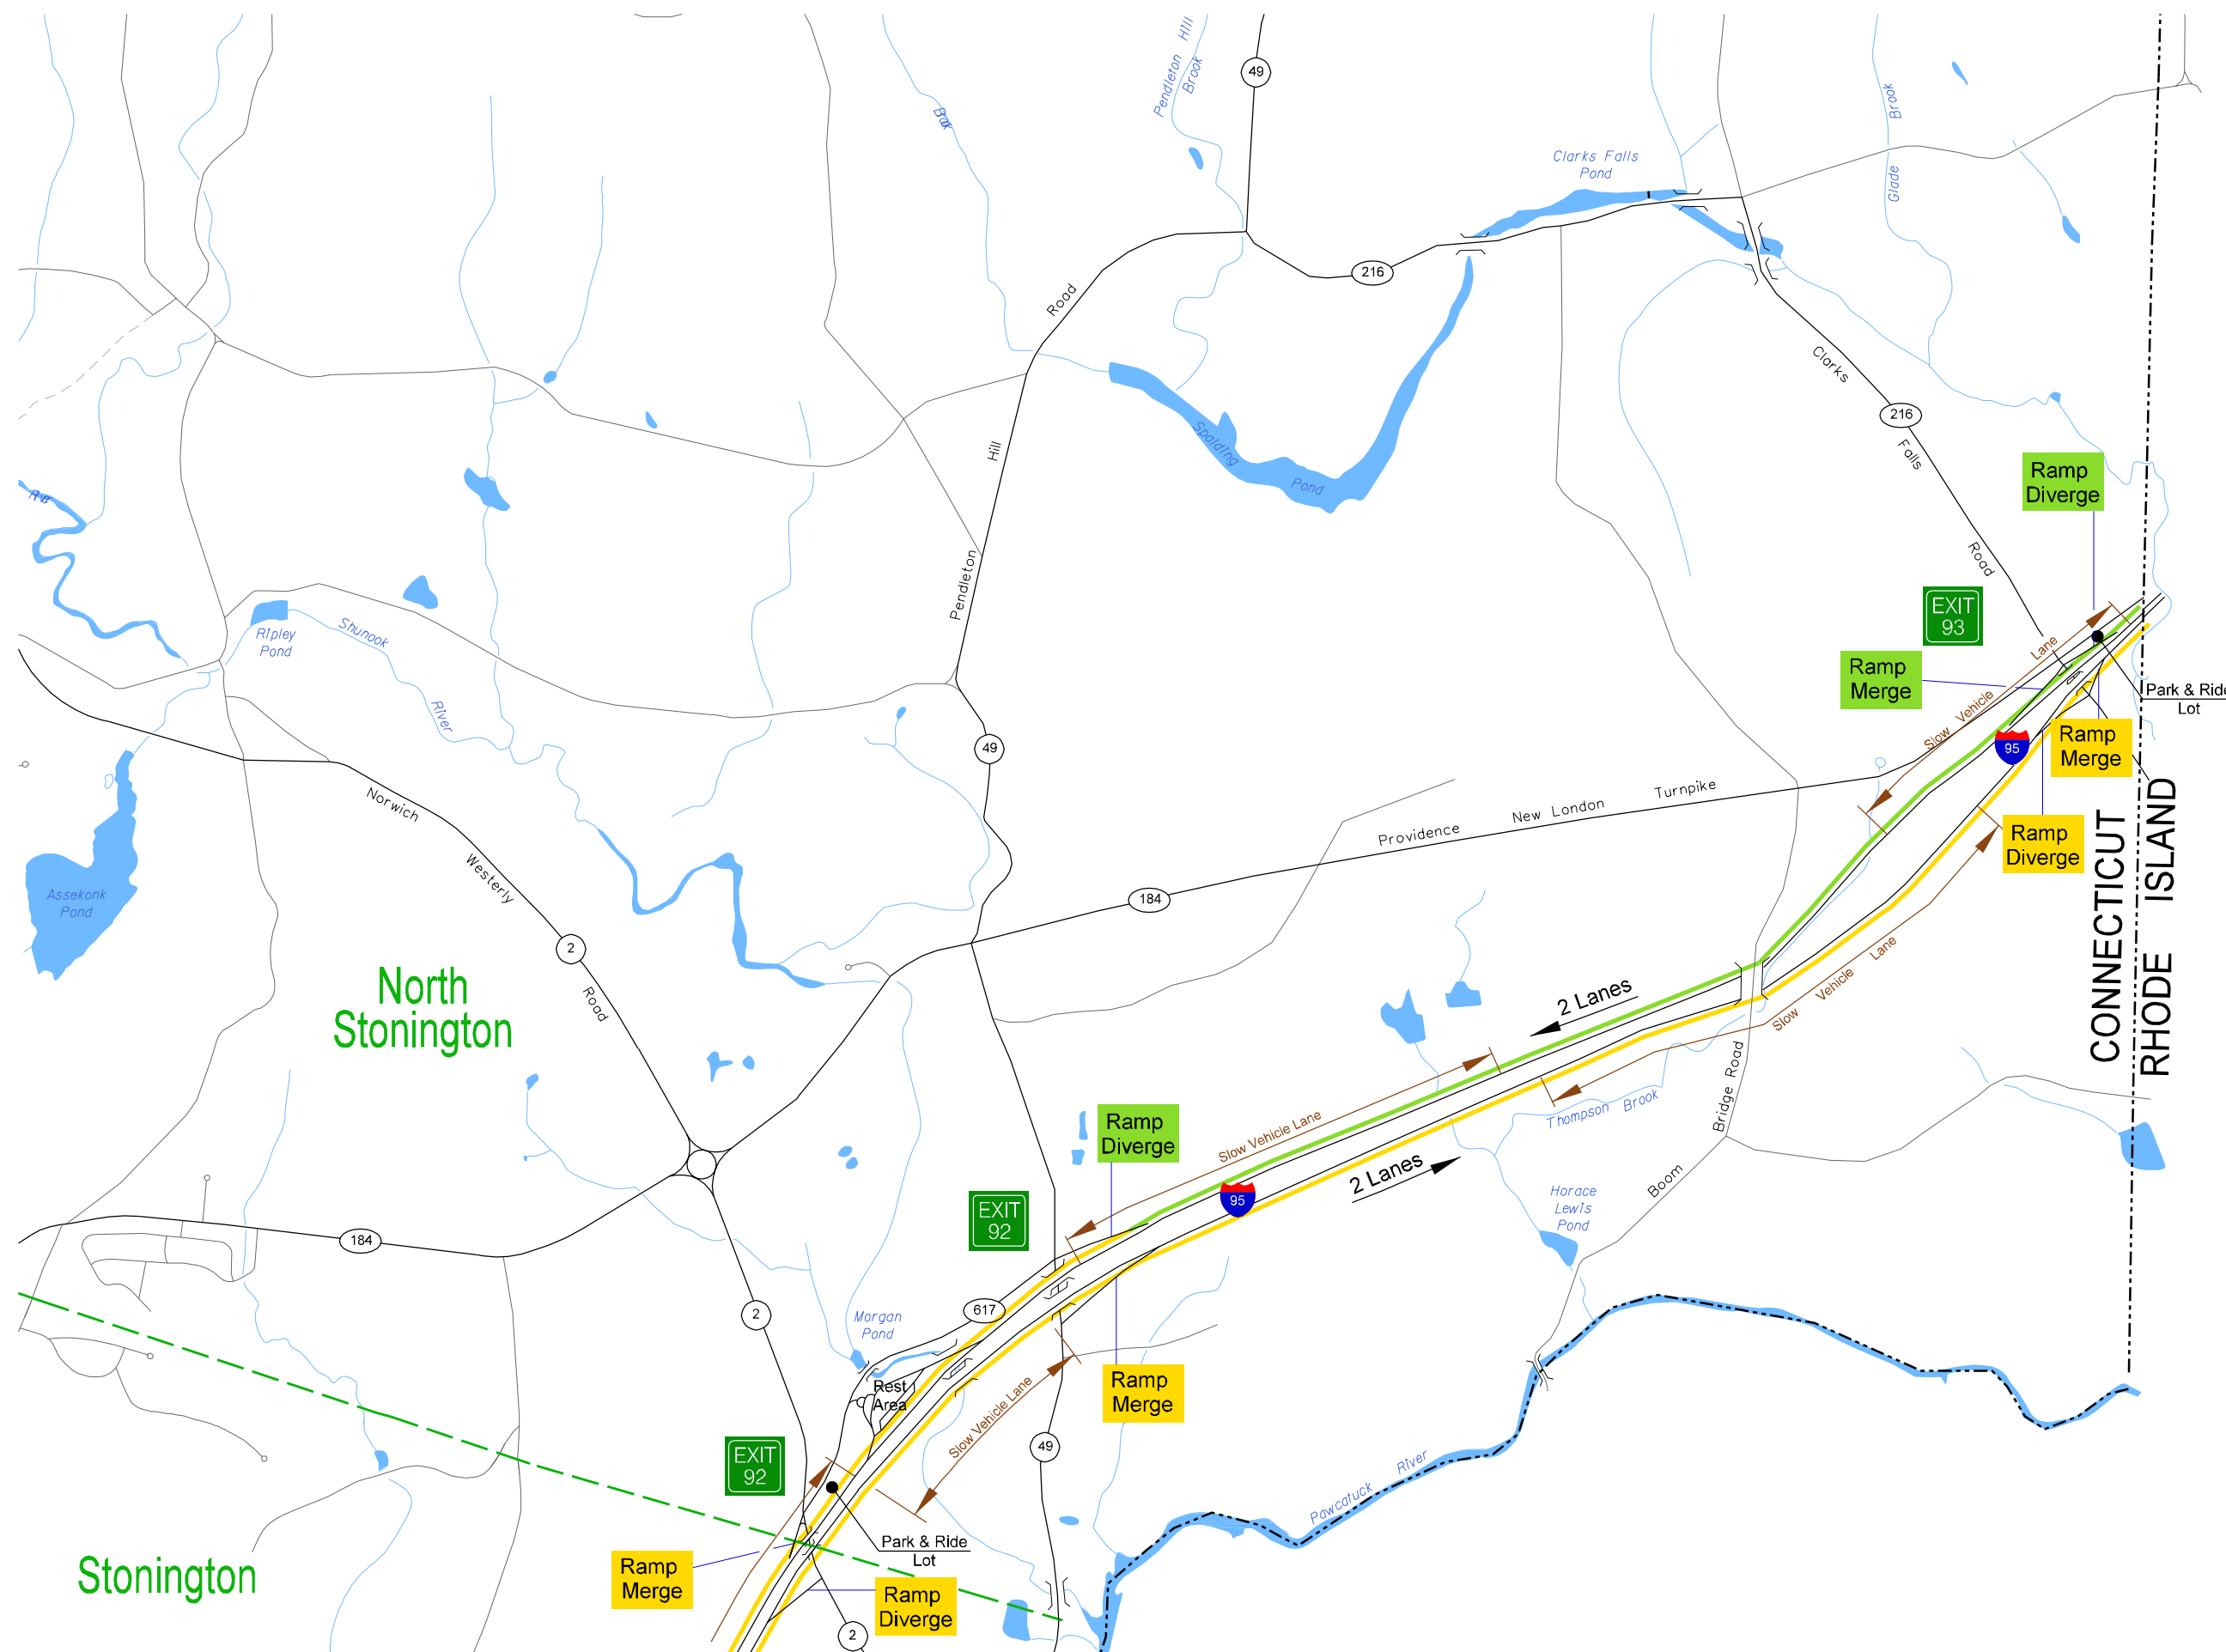 Pendleton Hill
Brook
49
Brook
Clarks Falls
Pond
Glade
216
Road
Clarks
216
Falls
Road
Hill
Spalding
Pond
Pendleton
Ramp
Diverge
EXIT
93
Ramp
Merge
Slow Vehicle Lane
Park & Ride
Lot
95
Ramp
Merge
Ramp
Diverge
Ripley
Pond
Shunook
River
49
Norwich
Westerly
Road
2
Providence New London Turnpike
184
Assekonk
Pond
CONNECTICUT
RHODE ISLAND
North
Stonington
2 Lanes
Slow Vehicle Lane
Bridge Road
Boom
Thompson Brook
Ramp
Diverge
Slow Vehicle Lane
2 Lanes
95
EXIT
92
Horace
Lewis
Pond
184
2
617
Morgan
Pond
Rest
Area
Ramp
Merge
Slow Vehicle Lane
49
EXIT
92
Pawcatuck River
Park & Ride
Lot
Stonington
Ramp
Merge
Ramp
Diverge
2